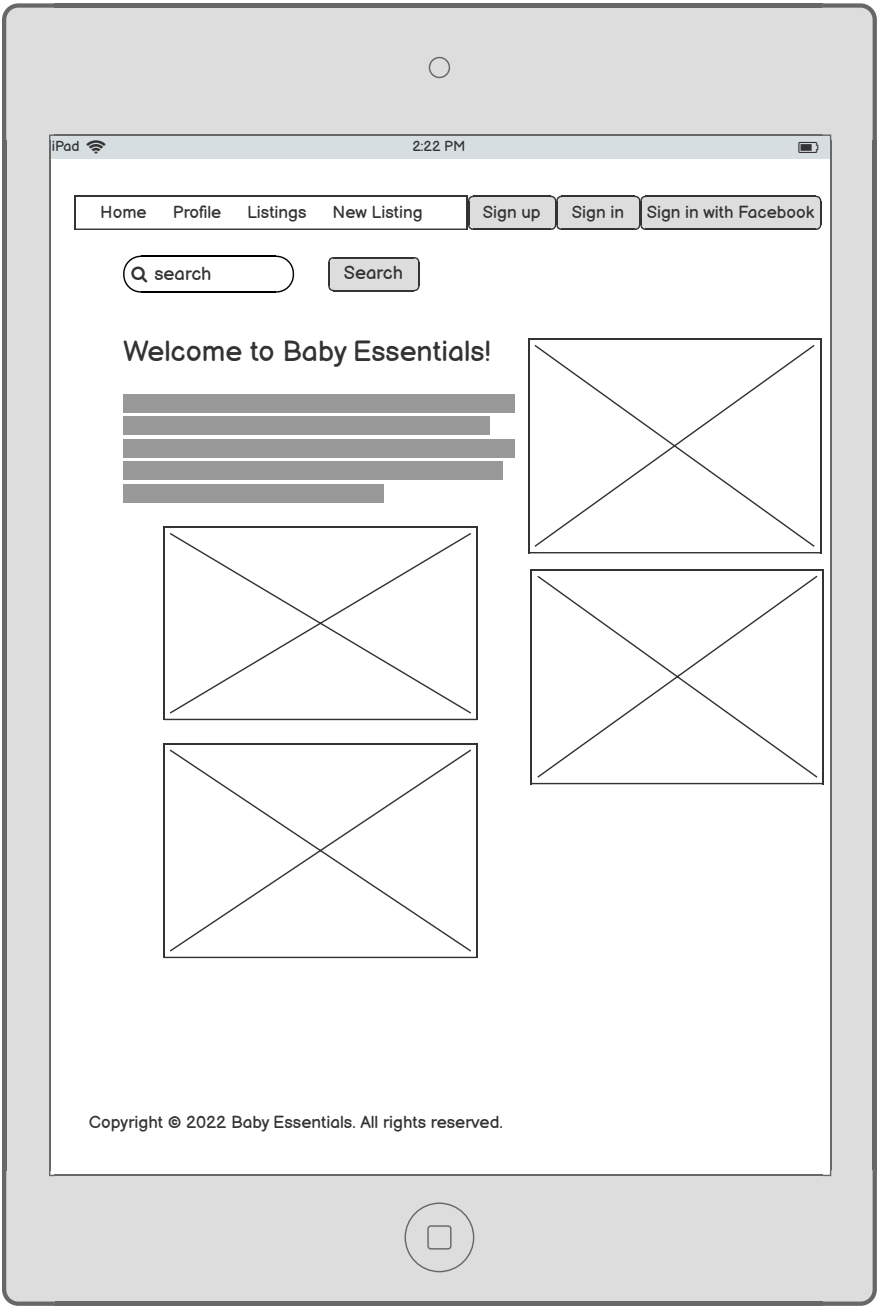 iPad 2:22 PM
Home Profile Listings New Listing Sign up Sign in Sign in with Facebook
search Search
Welcome to Baby Essentials!
Copyright © 2022 Baby Essentials. All rights reserved.